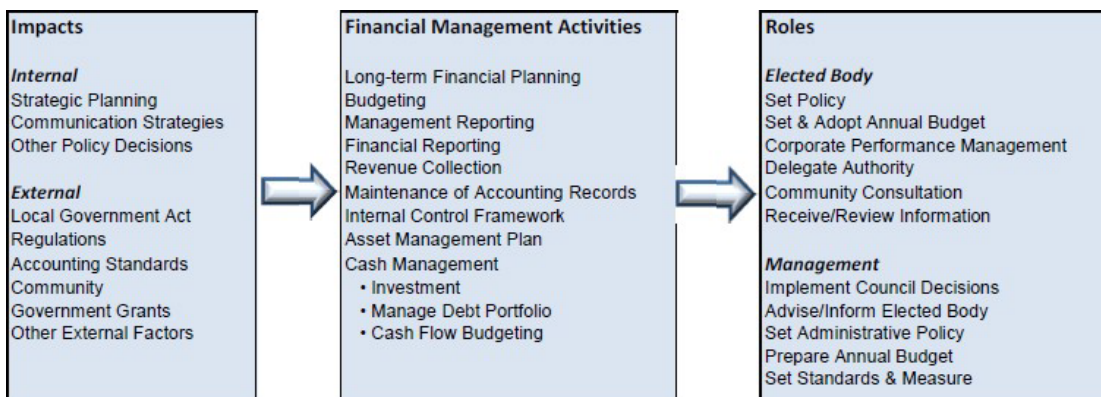 Impacts
Internal
Strategic Planning
Communication Strategies
Other Policy Decisions
External
Local Government Act
Regulations
Accounting Standards
Community
Government Grants
Other External Factors
Financial Management Activities
Long-term Financial Planning
Budgeting
Management Reporting
Financial Reporting
Revenue Collection
Maintenance of Accounting Records
Internal Control Framework
Asset Management Plan
Cash Management
• Investment
• Manage Debt Portfolio
• Cash Flow Budgeting
Roles
Elected Body
Set Policy
Set & Adopt Annual Budget
Corporate Performance Management
Delegate Authority
Community Consultation
Receive/Review Information
Management
Implement Council Decisions
Advise/Inform Elected Body
Set Administrative Policy
Prepare Annual Budget
Set Standards & Measure